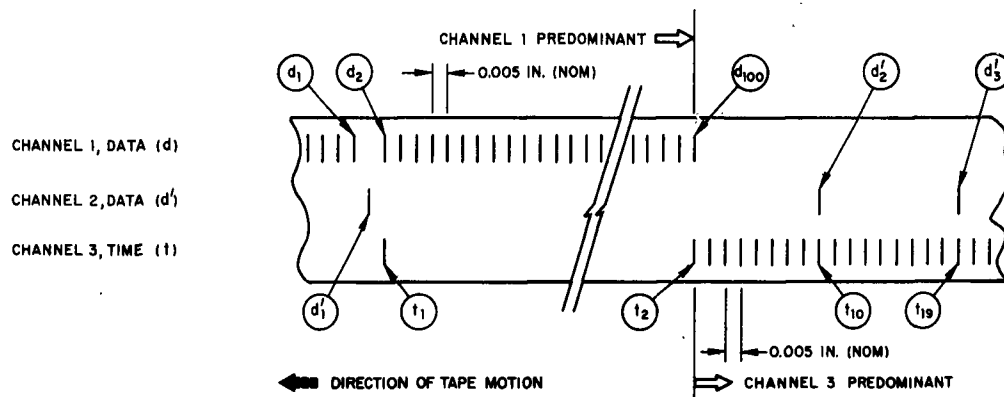 CHANNEL 1 PREDOMINANT
d1
d2
0.005 IN. (NOM)
d100
d'2
d'3
CHANNEL 1, DATA (d)
CHANNEL 2, DATA (d')
CHANNEL 3, TIME (t)
d'1
t1
t2
t10
t19
0.005 IN. (NOM)
DIRECTION OF TAPE MOTION
CHANNEL 3 PREDOMINANT